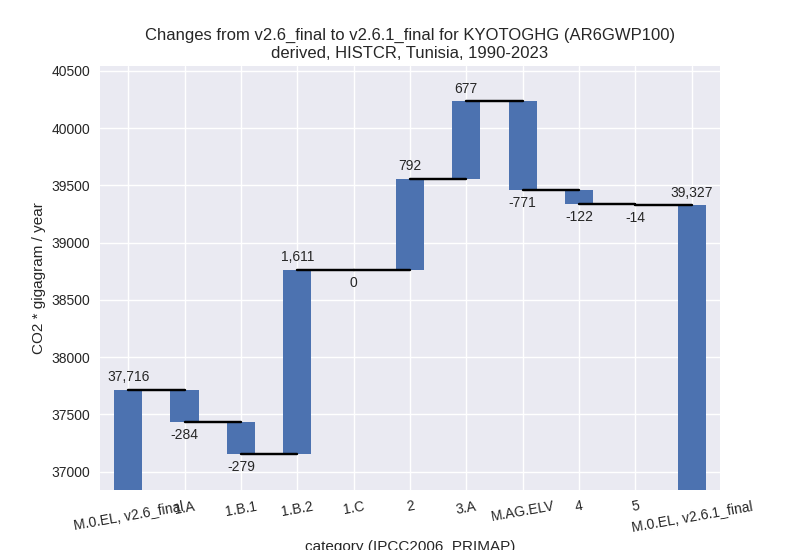 Changes from v2.6_final to v2.6.1_final for KYOTOGHG (AR6GWP100)
derived, HISTCR, Tunisia, 1990-2023
CO2 * gigagram / year
40500
40000
39500
39000
38500
38000
37500
37000
37,716
-284
-279
1,611
0
792
677
-771
-122
-14
39,327
M.0.EL, v2.6_final
1.A
1.B.1
1.B.2
1.C
2
3.A
M.AG.ELV
4
5
M.0.EL, v2.6.1_final
category (IPCC2006_PRIMAP)